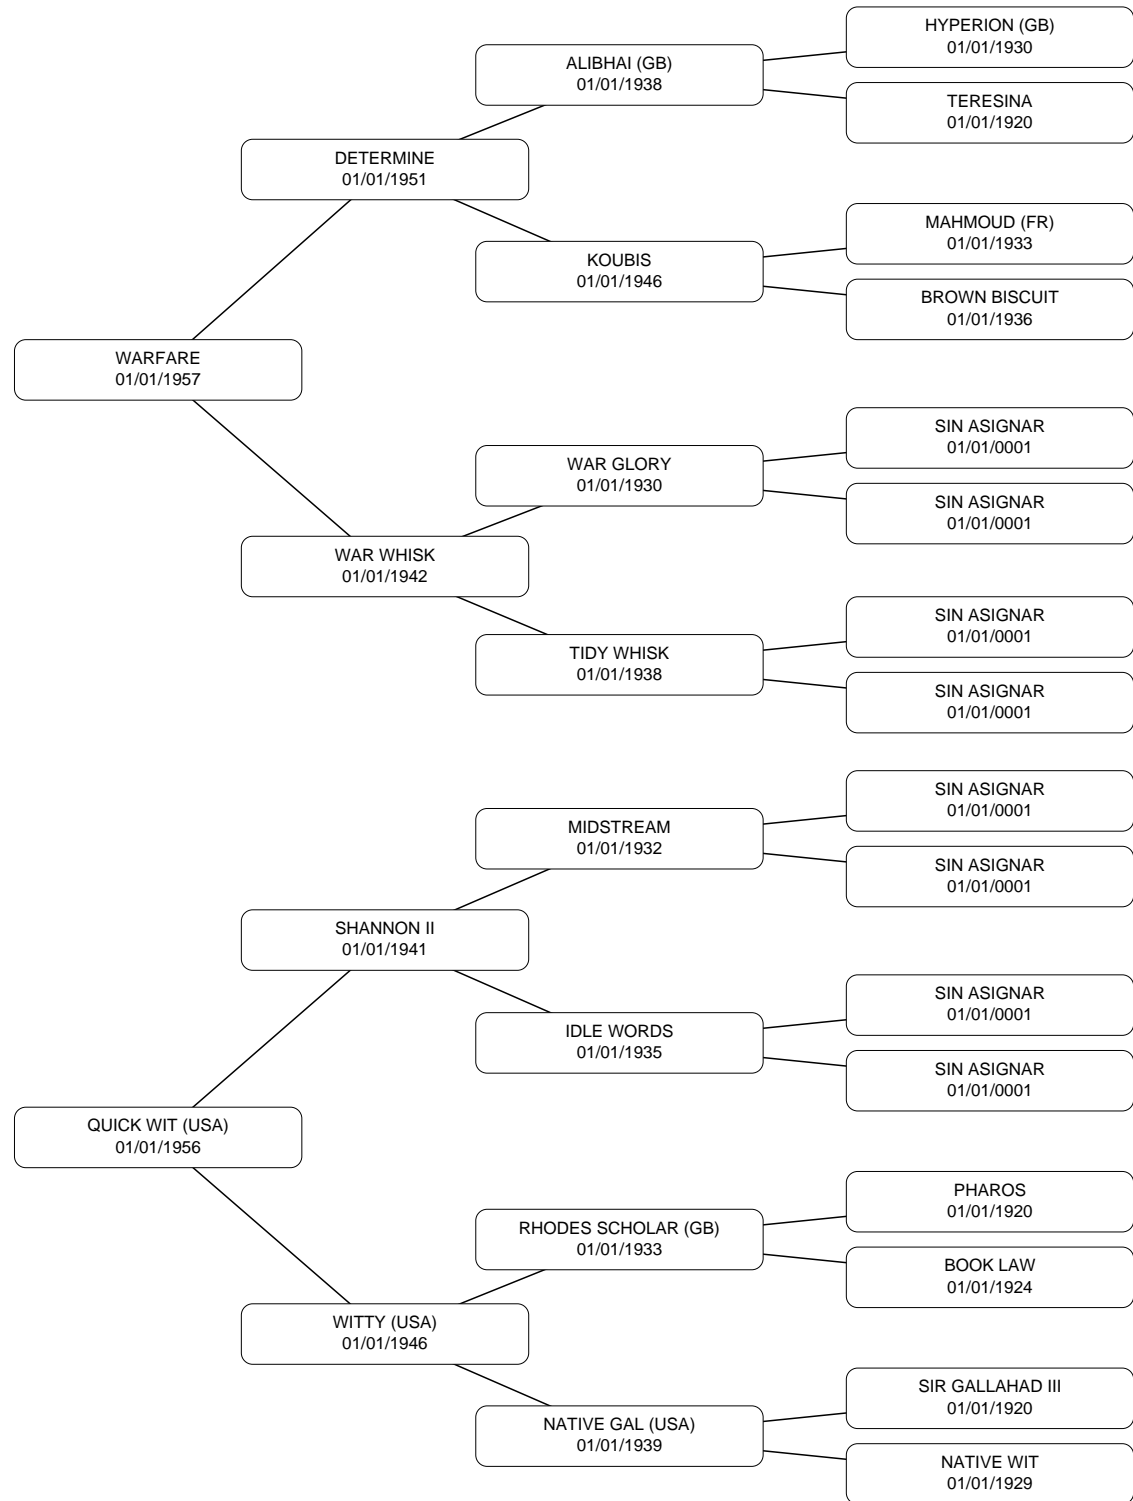 HYPERION (GB)
01/01/1930
ALIBHAI (GB)
01/01/1938
TERESINA
01/01/1920
DETERMINE
01/01/1951
MAHMOUD (FR)
01/01/1933
KOUBIS
01/01/1946
BROWN BISCUIT
01/01/1936
WARFARE
01/01/1957
SIN ASIGNAR
01/01/0001
WAR GLORY
01/01/1930
SIN ASIGNAR
01/01/0001
WAR WHISK
01/01/1942
SIN ASIGNAR
01/01/0001
TIDY WHISK
01/01/1938
SIN ASIGNAR
01/01/0001
SIN ASIGNAR
01/01/0001
MIDSTREAM
01/01/1932
SIN ASIGNAR
01/01/0001
SHANNON II
01/01/1941
SIN ASIGNAR
01/01/0001
IDLE WORDS
01/01/1935
SIN ASIGNAR
01/01/0001
QUICK WIT (USA)
01/01/1956
PHAROS
01/01/1920
RHODES SCHOLAR (GB)
01/01/1933
BOOK LAW
01/01/1924
WITTY (USA)
01/01/1946
SIR GALLAHAD III
01/01/1920
NATIVE GAL (USA)
01/01/1939
NATIVE WIT
01/01/1929